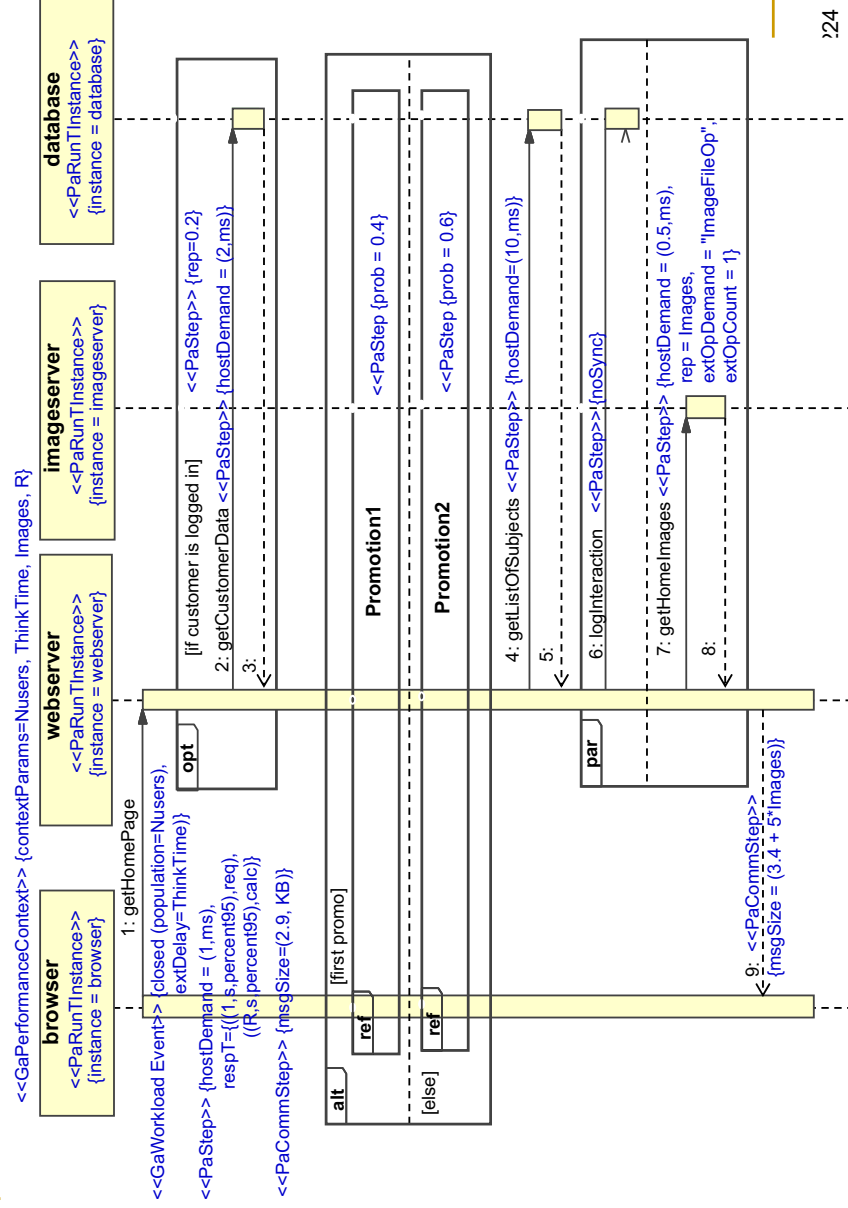 <<GaPerformanceContext>> {contextParams=Nusers, ThinkTime, Images, R}
browser
<<PaRunTInstance>>
{instance = browser}
webserver
<<PaRunTInstance>>
{instance = webserver}
imageserver
<<PaRunTInstance>>
{instance = imageserver}
database
<<PaRunTInstance>>
{instance = database}
1: getHomePage
<<GaWorkload Event>> {closed (population=Nusers),
extDelay=ThinkTime)}
<<PaStep>> {hostDemand = (1,ms),
respT={((1,s,percent95),req),
((R,s,percent95),calc)}
<<PaCommStep>> {msgSize=(2.9, KB)}
opt
[if customer is logged in]
<<PaStep>> {rep=0.2}
2: getCustomerData <<PaStep>> {hostDemand = (2,ms)}
3:
alt
[first promo]
ref
Promotion1
<<PaStep {prob = 0.4}
[else]
ref
Promotion2
<<PaStep {prob = 0.6}
4: getListOfSubjects <<PaStep>> {hostDemand=(10,ms)}
5:
par
6: logInteraction <<PaStep>> {noSync}
7: getHomeImages <<PaStep>> {hostDemand = (0.5,ms),
rep = Images,
extOpDemand = "ImageFileOp",
extOpCount = 1}
8:
9: <<PaCommStep>>
{msgSize = (3.4 + 5*Images)}
224